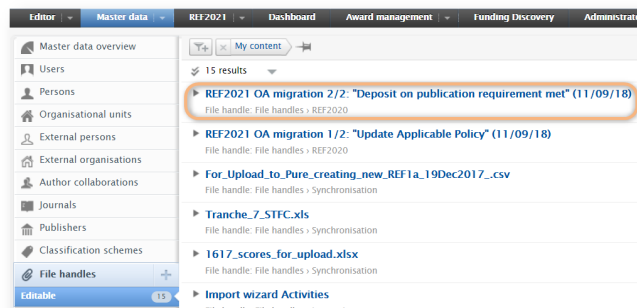 Editor Master data REF2021 Dashboard Award management Funding Discovery
Master data overview
Users
Persons
Organisational units
External persons
External organisations
Author collaborations
Journals
Publishers
Classification schemes
File handles
Editable 15
My content
15 results
REF2021 OA migration 2/2: "Deposit on publication requirement met" (11/09/18)
File handle: File handles › REF2020
REF2021 OA migration 1/2: "Update Applicable Policy" (11/09/18)
File handle: File handles › REF2020
For_Upload_to_Pure_creating_new_REF1a_19Dec2017_.csv
File handle: File handles › Synchronisation
Tranche_7_STFC.xls
File handle: File handles › Synchronisation
1617_scores_for_upload.xlsx
File handle: File handles › Synchronisation
Import wizard Activities